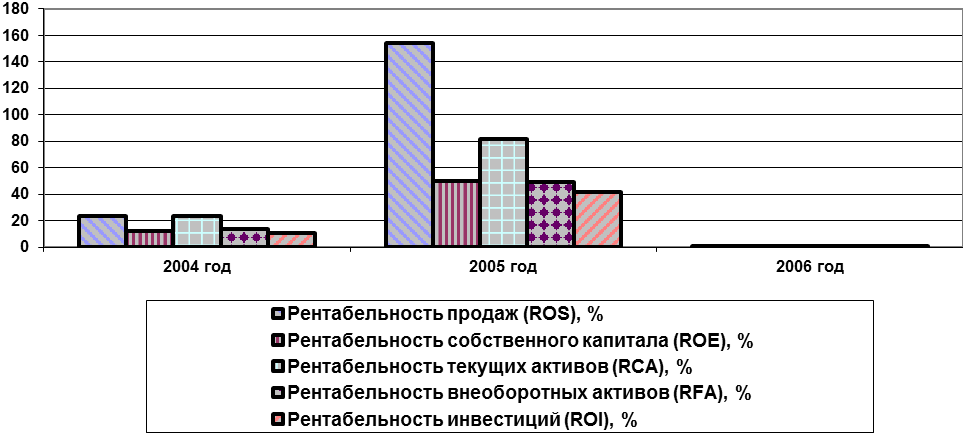 180
160
140
120
100
80
60
40
20
0
2004 год 2005 год 2006 год
Рентабельность продаж (ROS), %
Рентабельность собственного капитала (ROE), %
Рентабельность текущих активов (RCA), %
Рентабельность внеоборотных активов (RFA), %
Рентабельность инвестиций (ROI), %